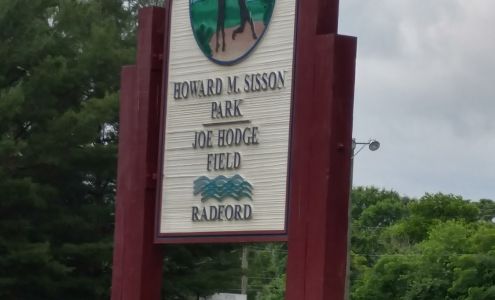 HOWARD M. SISSON
PARK
JOE HODGE
FIELD
RADFORD